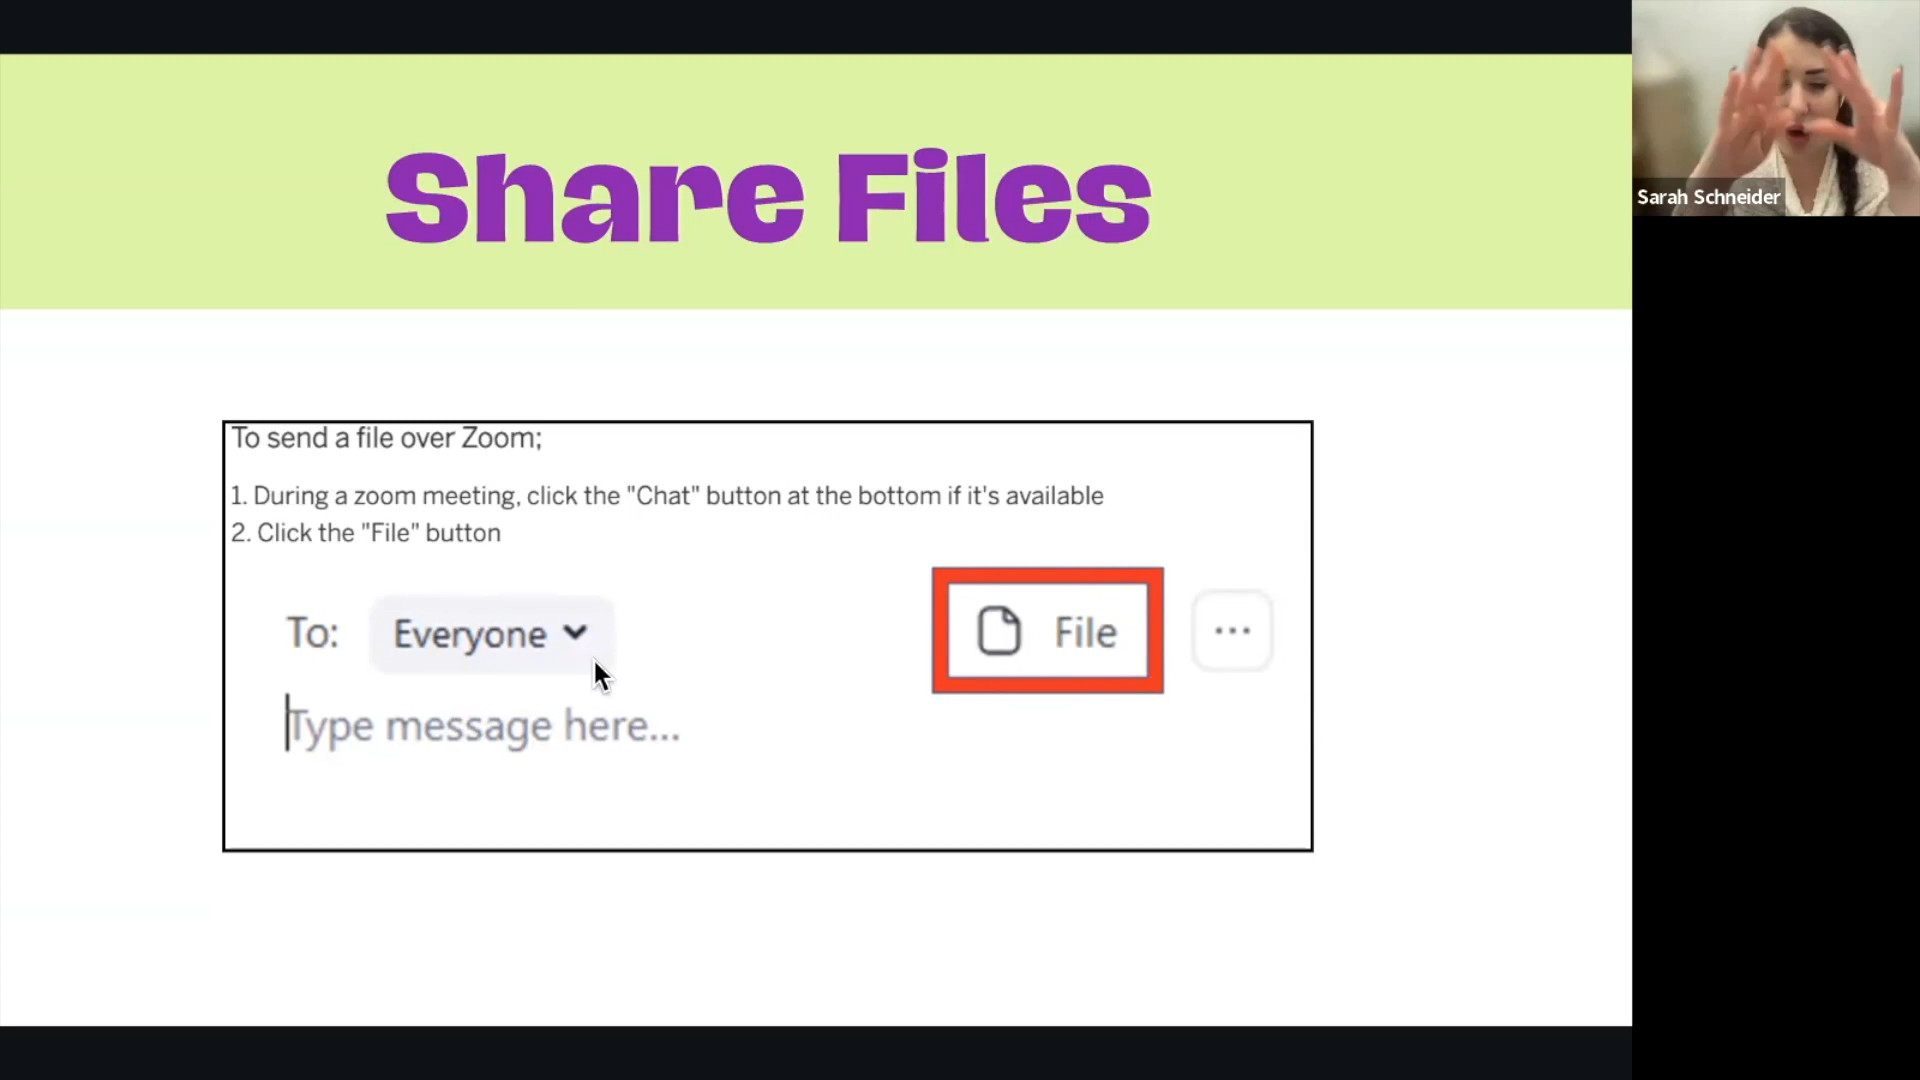 Share Files
Sarah Schneider
To send a file over Zoom;
1. During a zoom meeting, click the "Chat" button at the bottom if it's available
2. Click the "File" button
To: Everyone File ...
Type message here...